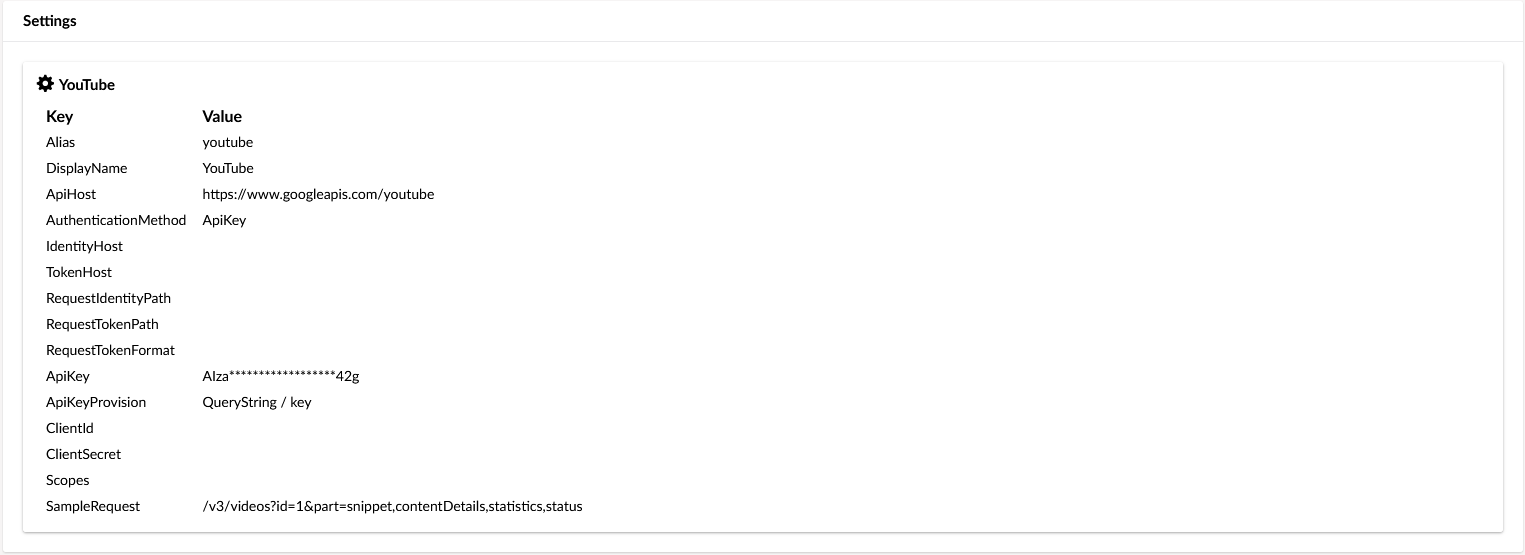 Settings
YouTube
Key Value
Alias youtube
DisplayName YouTube
ApiHost https://www.googleapis.com/youtube
AuthenticationMethod ApiKey
IdentityHost
TokenHost
RequestIdentityPath
RequestTokenPath
RequestTokenFormat
ApiKey AIza******************42g
ApiKeyProvision QueryString / key
ClientId
ClientSecret
Scopes
SampleRequest /v3/videos?id=1&part=snippet,contentDetails,statistics,status